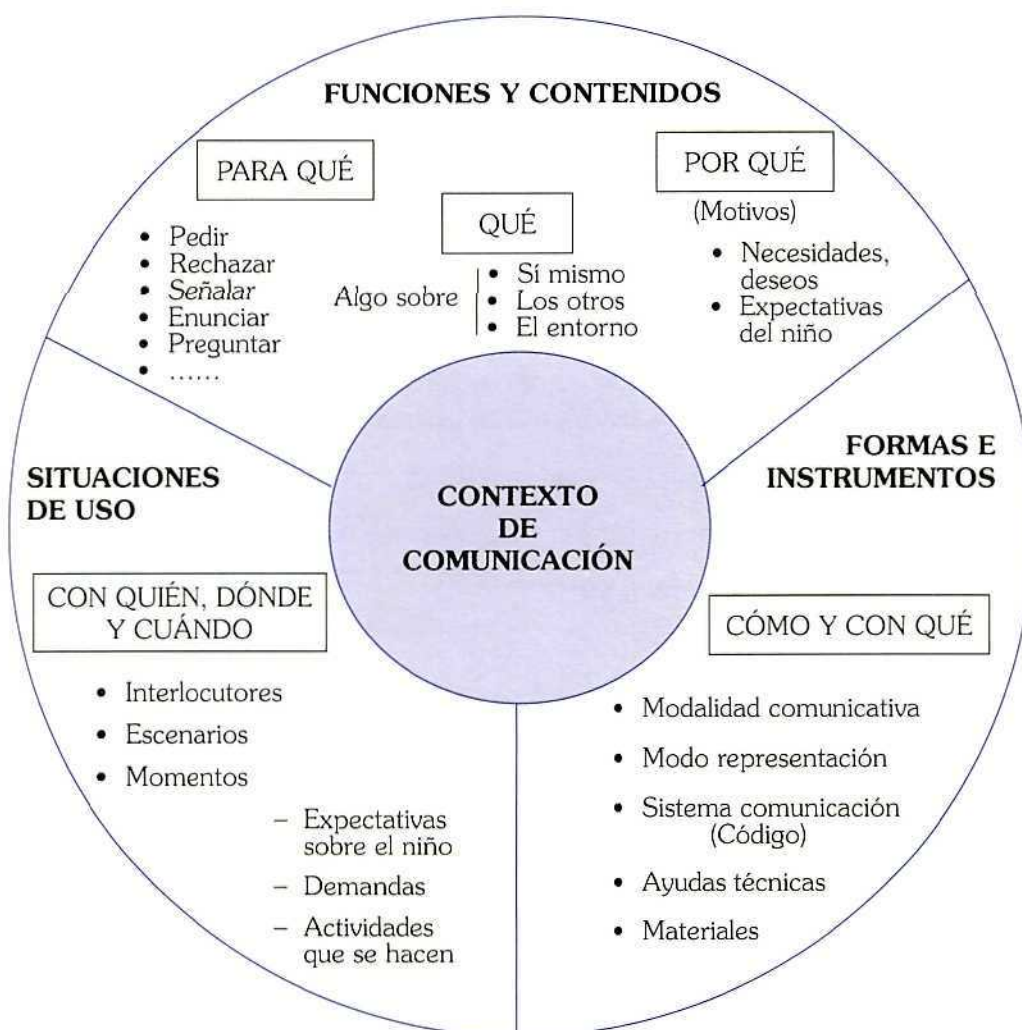 FUNCIONES Y CONTENIDOS
PARA QUÉ
• Pedir
• Rechazar
• Señalar
• Enunciar
• Preguntar
• ......
QUÉ
Algo sobre
• Sí mismo
• Los otros
• El entorno
POR QUÉ
(Motivos)
• Necesidades,
deseos
• Expectativas
del niño
CONTEXTO
DE
COMUNICACIÓN
SITUACIONES
DE USO
CON QUIÉN, DÓNDE
Y CUÁNDO
• Interlocutores
• Escenarios
• Momentos
– Expectativas
sobre el niño
– Demandas
– Actividades
que se hacen
FORMAS E
INSTRUMENTOS
CÓMO Y CON QUÉ
• Modalidad comunicativa
• Modo representación
• Sistema comunicación
(Código)
• Ayudas técnicas
• Materiales